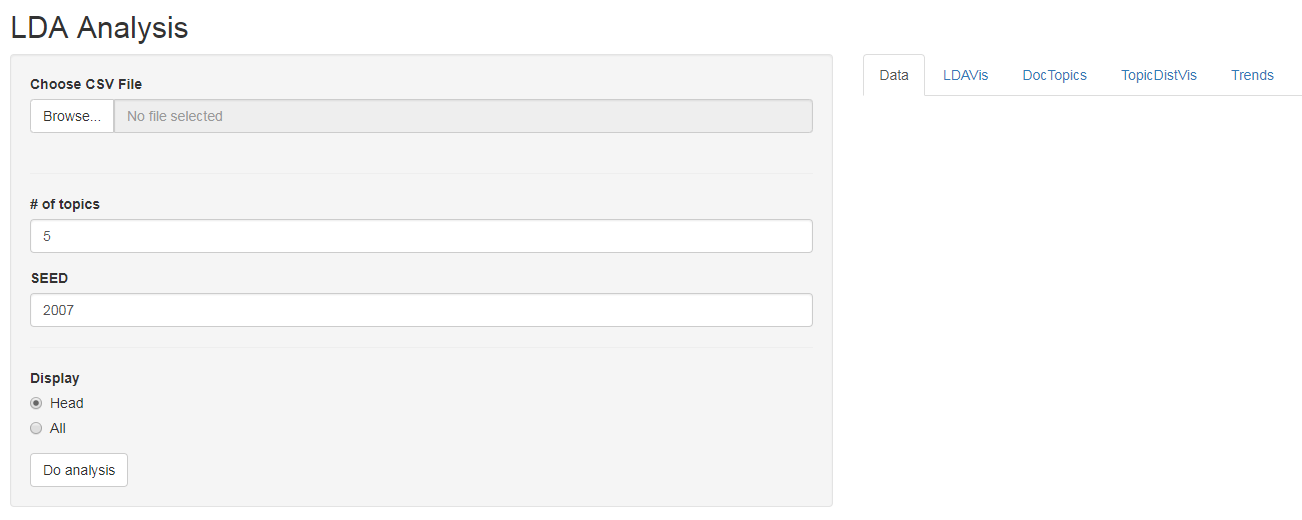 LDA Analysis
Choose CSV File
Browse... No file selected
# of topics
5
SEED
2007
Display
Head
All
Do analysis
Data LDAVis DocTopics TopicDistVis Trends